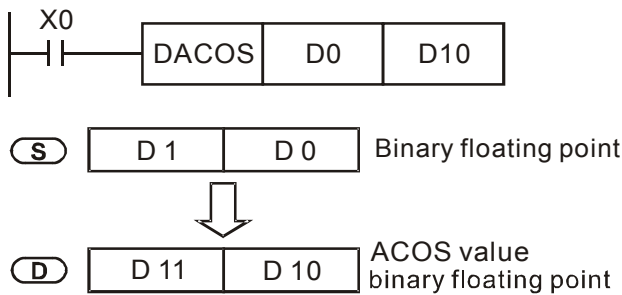 X0
DACOS D0 D10
S D 1 D 0 Binary floating point
D D 11 D 10 ACOS value
binary floating point